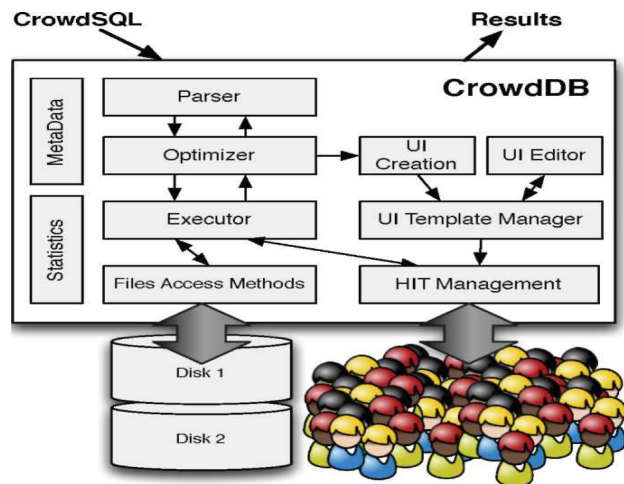 CrowdSQL
Results
CrowdDB
MetaData
Parser
Optimizer
UI
Creation
UI Editor
Statistics
Executor
UI Template Manager
Files Access Methods
HIT Management
Disk 1
Disk 2